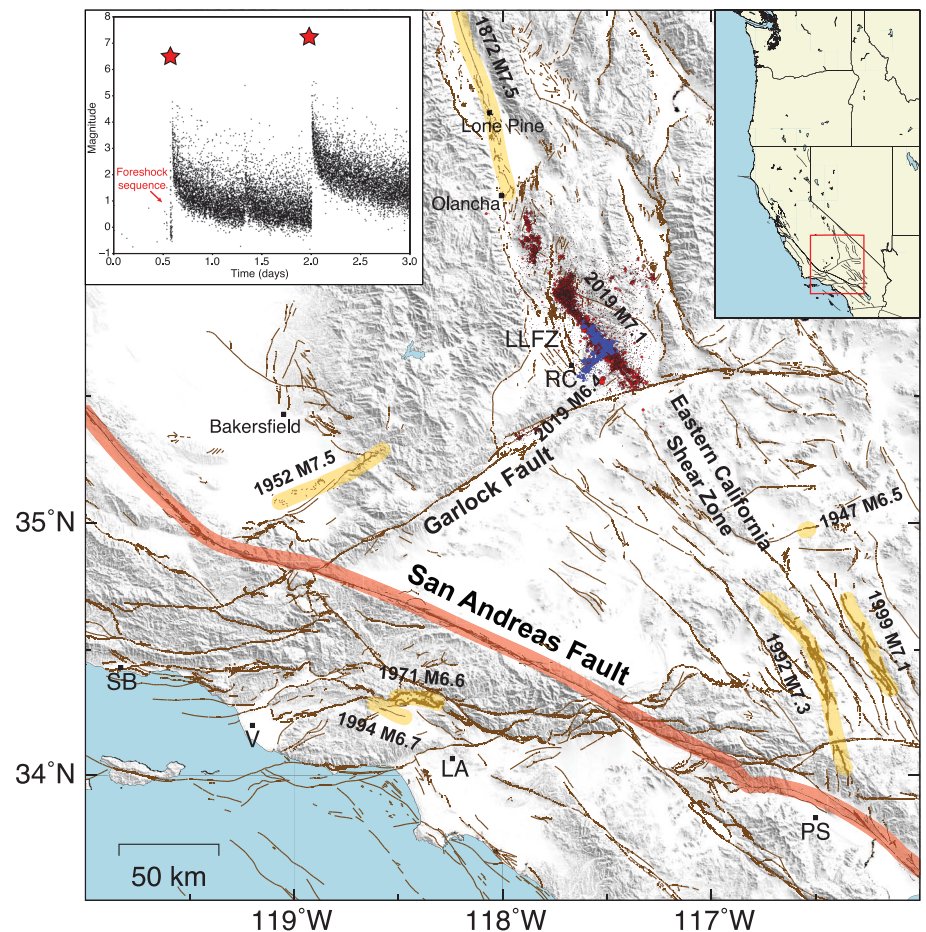 8
7
6
5
4
3
2
1
0
−1
Magnitude
Foreshock
sequence
0.0
0.5
1.0
1.5
2.0
2.5
3.0
Time (days)
1872 M7.5
Lone Pine
Olancha
2019 M7.1
LLFZ
RC
2019 M6.4
Bakersfield
1952 M7.5
Garlock Fault
Eastern California
Shear Zone
1947 M6.5
35˚N
San Andreas Fault
1999 M7.1
1992 M7.3
SB
1971 M6.6
1994 M6.7
V
LA
34˚N
PS
50 km
119˚W
118˚W
117˚W